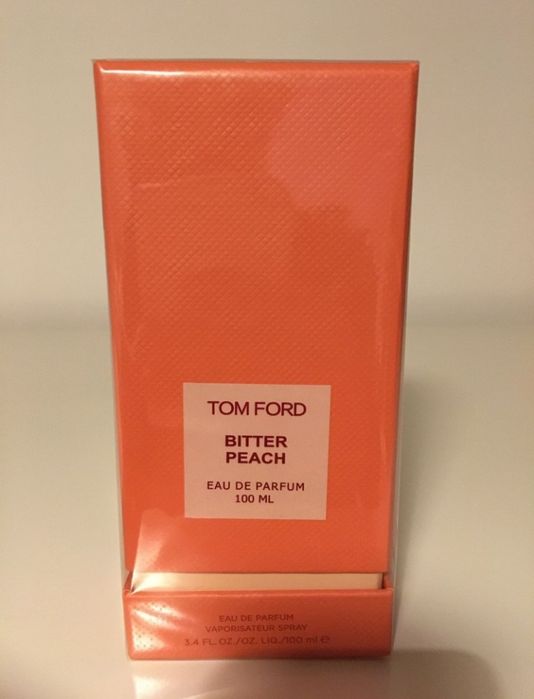 TOM FORD
BITTER
PEACH
EAU DE PARFUM
100 ML
EAU DE PARFUM
VAPORISATEUR SPRAY
3.4 FL. OZ./OZ. LIQ./100 ml ℮